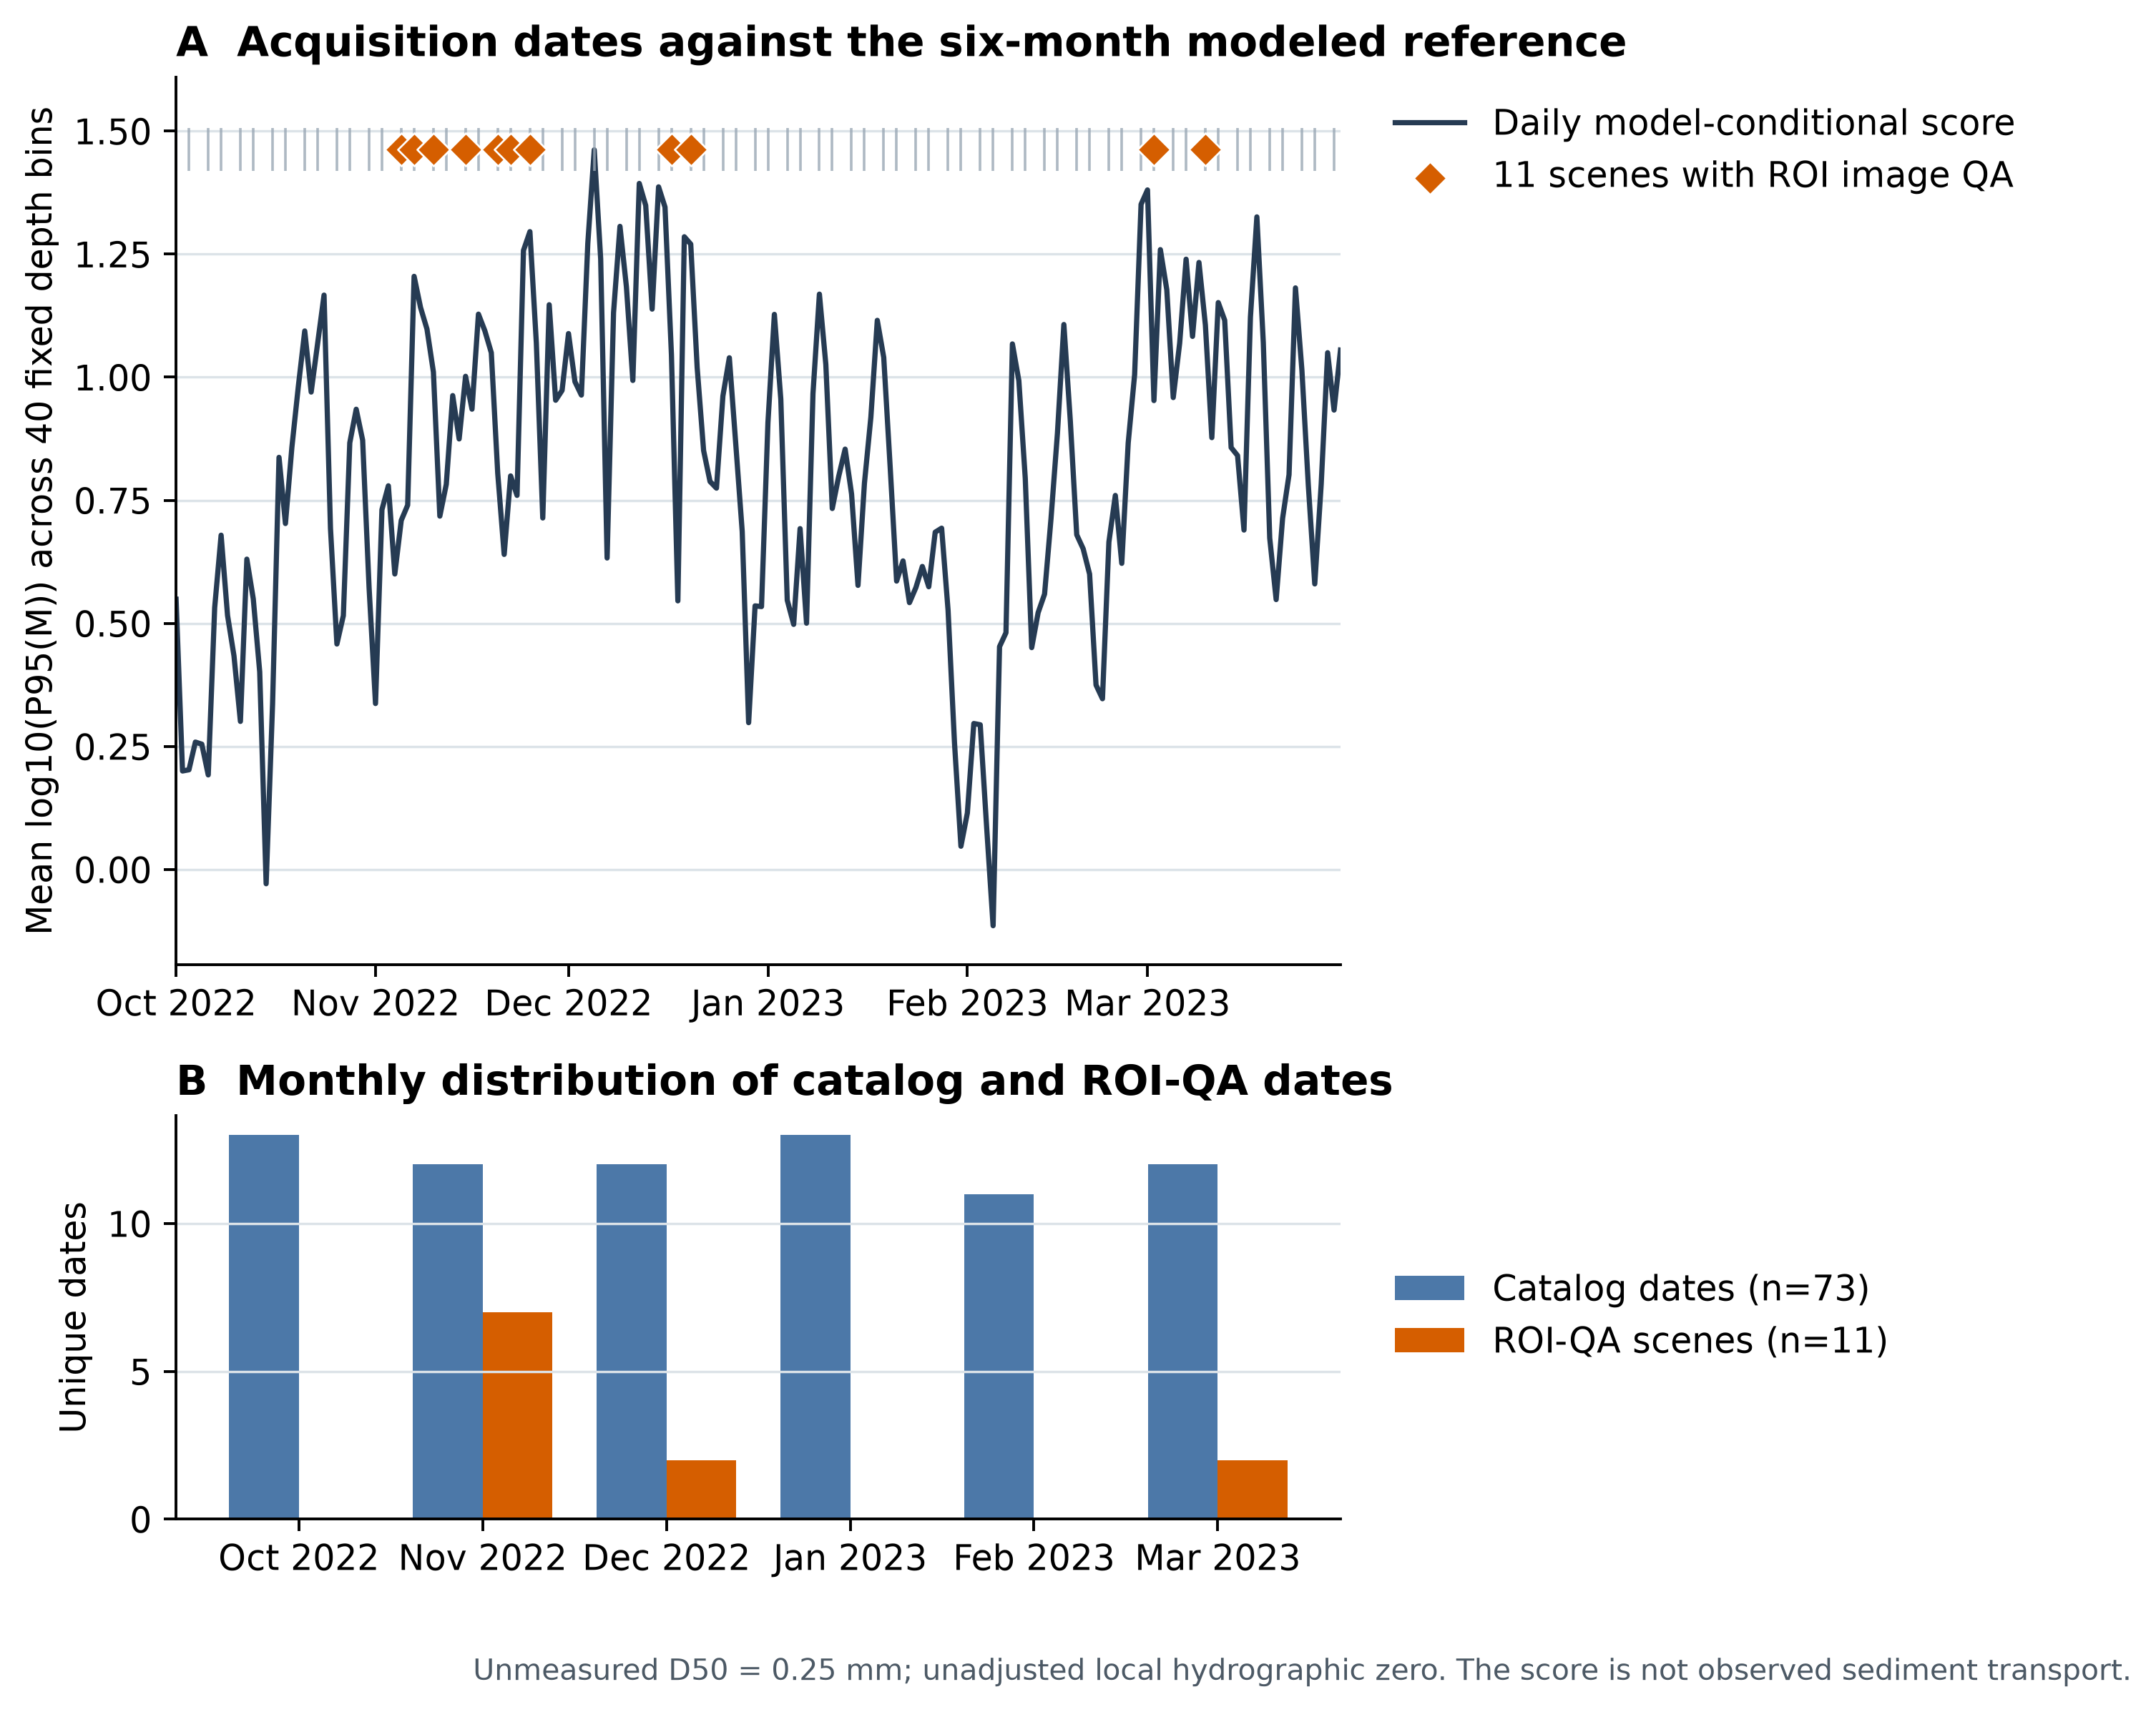 A Acquisition dates against the six-month modeled reference
Mean log10(P95(M)) across 40 fixed depth bins
1.50
1.25
1.00
0.75
0.50
0.25
0.00
Oct 2022 Nov 2022 Dec 2022 Jan 2023 Feb 2023 Mar 2023
Daily model-conditional score
11 scenes with ROI image QA
B Monthly distribution of catalog and ROI-QA dates
Unique dates
10
5
0
Oct 2022 Nov 2022 Dec 2022 Jan 2023 Feb 2023 Mar 2023
Catalog dates (n=73)
ROI-QA scenes (n=11)
Unmeasured D50 = 0.25 mm; unadjusted local hydrographic zero. The score is not observed sediment transport.